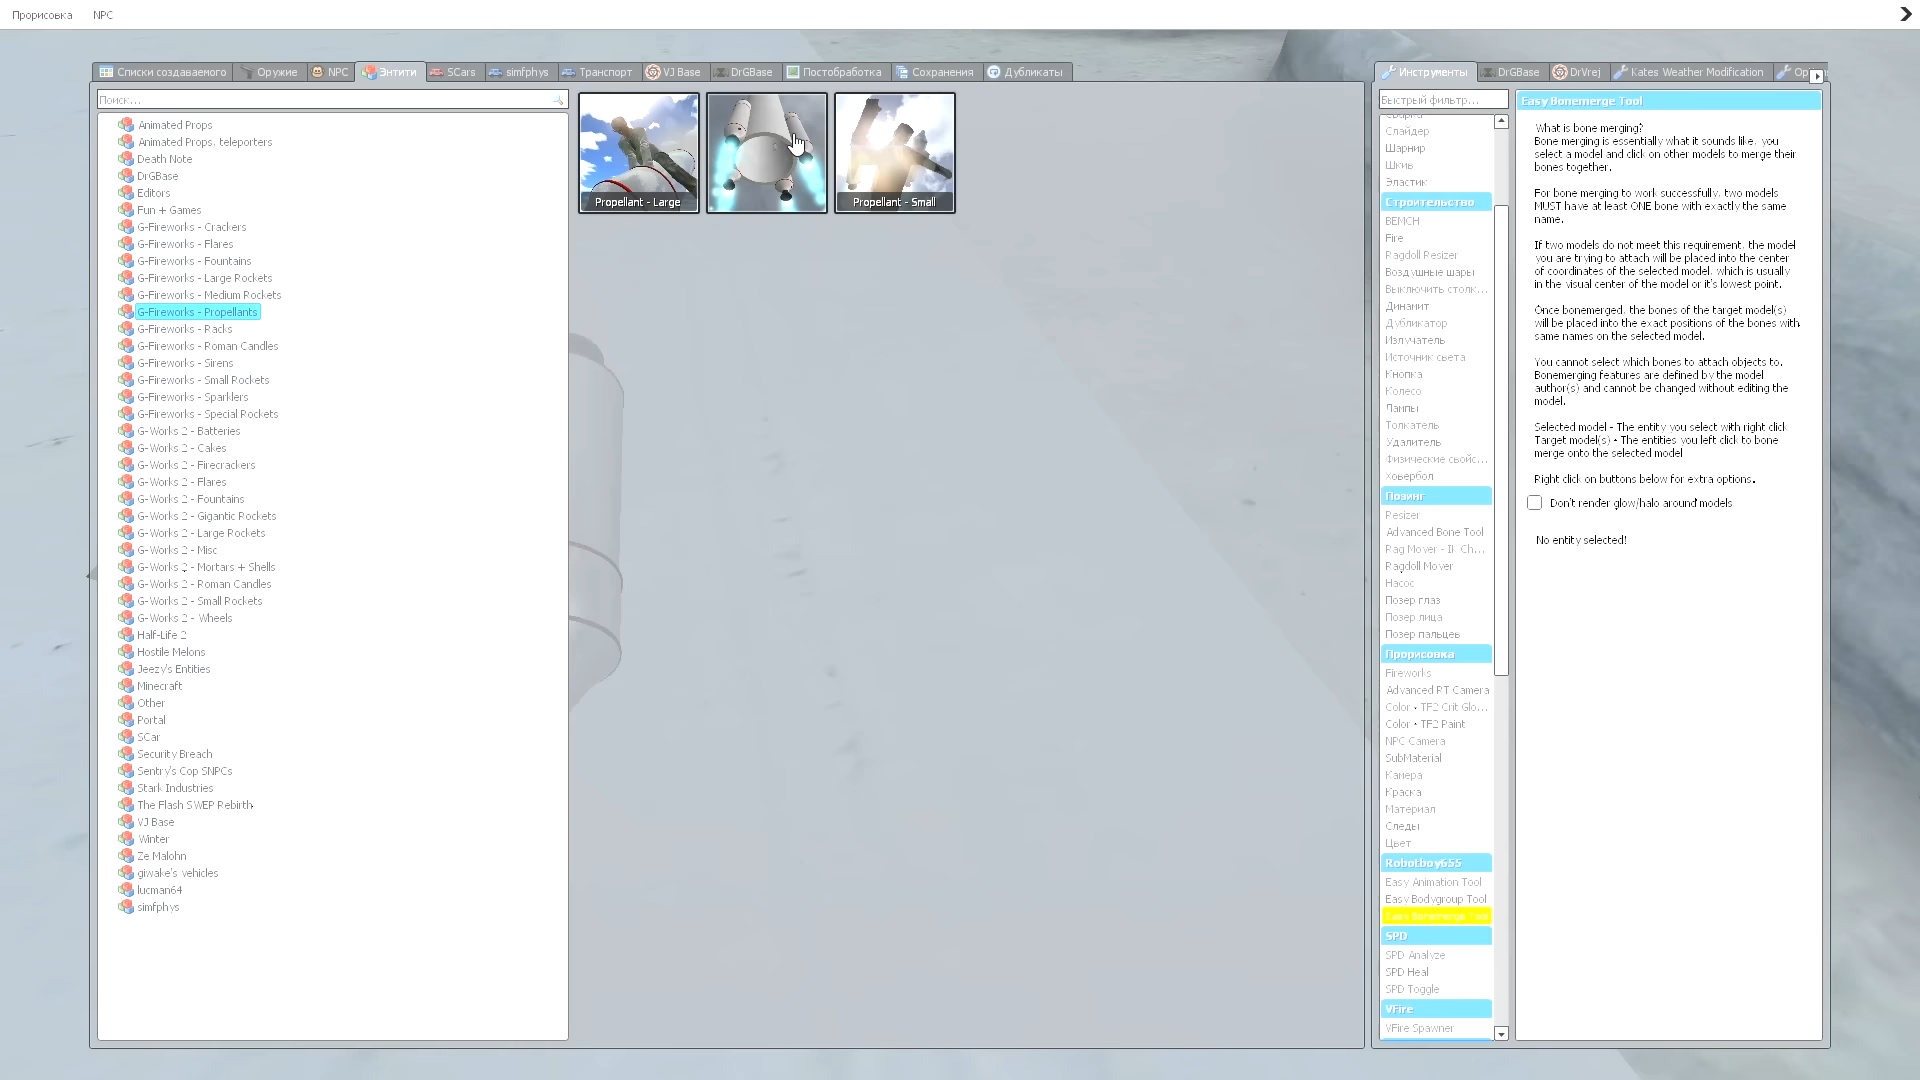 Прорисовка NPC
Списки создаваемого Оружие NPC Энтити SCars simfphys Транспорт VJ Base DrGBase Постобработка Сохранения Дубликаты
Поиск...
Animated Props
Animated Props, teleporters
Death Note
DrGBase
Editors
Fun + Games
G-Fireworks - Crackers
G-Fireworks - Flares
G-Fireworks - Fountains
G-Fireworks - Large Rockets
G-Fireworks - Medium Rockets
G-Fireworks - Propellants
G-Fireworks - Racks
G-Fireworks - Roman Candles
G-Fireworks - Sirens
G-Fireworks - Small Rockets
G-Fireworks - Sparklers
G-Fireworks - Special Rockets
G-Works 2 - Batteries
G-Works 2 - Cakes
G-Works 2 - Firecrackers
G-Works 2 - Flares
G-Works 2 - Fountains
G-Works 2 - Gigantic Rockets
G-Works 2 - Large Rockets
G-Works 2 - Misc
G-Works 2 - Mortars + Shells
G-Works 2 - Roman Candles
G-Works 2 - Small Rockets
G-Works 2 - Wheels
Half-Life 2
Hostile Melons
Jeezy's Entities
Minecraft
Other
Portal
SCar
Security Breach
Sentry's Cop SNPCs
Stark Industries
The Flash SWEP Rebirth
VJ Base
Winter
Ze Malohn
giwake's vehicles
lucman64
simfphys
Propellant - Large
Propellant - Small
Инструменты DrGBase DrVrej Kates Weather Modification
Быстрый фильтр...
Слайдер
Шарнир
Шкив
Эластик
Строительство
BEMCH
Fire
Ragdoll Resizer
Воздушные шары
Выключить столк...
Динамит
Дубликатор
Излучатель
Источник света
Кнопка
Колесо
Лампы
Толкатель
Удалитель
Физические свойс...
Ховербол
Позинг
Resizer
Advanced Bone Tool
Rag Mover - IK Ch...
Ragdoll Mover
Насос
Позер глаз
Позер лица
Позер пальцев
Прорисовка
Fireworks
Advanced RT Camera
Color - TF2 Crit Glo...
Color - TF2 Paint
NPC Camera
SubMaterial
Камера
Краска
Материал
Следы
Цвет
Robotboy655
Easy Animation Tool
Easy Bodygroup Tool
Easy Bonemerge Tool
SPD
SPD Analyze
SPD Heal
SPD Toggle
VFire
VFire Spawner
Easy Bonemerge Tool
What is bone merging?
Bone merging is essentially what it sounds like, you
select a model and click on other models to merge their
bones together.
For bone merging to work successfully, two models
MUST have at least ONE bone with exactly the same
name.
If two models do not meet this requirement, the model
you are trying to attach will be placed into the center
of coordinates of the selected model, which is usually
in the visual center of the model or it's lowest point.
Once bonemerged, the bones of the target model(s)
will be placed into the exact positions of the bones with
same names on the selected model.
You cannot select which bones to attach objects to.
Bonemerging features are defined by the model
author(s) and cannot be changed without editing the
model.
Selected model - The entity you select with right click
Target model(s) - The entities you left click to bone
merge onto the selected model
Right click on buttons below for extra options.
Don't render glow/halo around models
No entity selected!